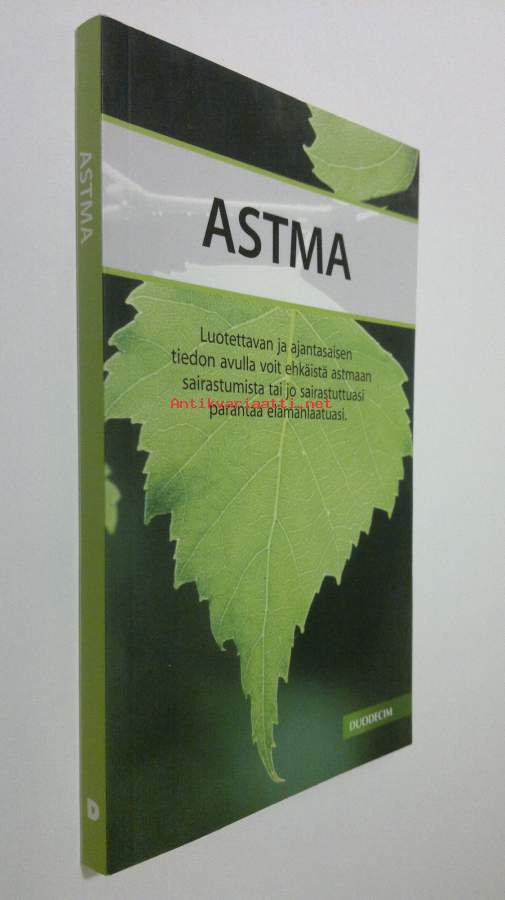 ASTMA
ASTMA
Luotettavan ja ajantasaisen
tiedon avulla voit ehkäistä astmaan
sairastumista tai jo sairastuttuasi
Antikvariaatti.net
parantaa elämänlaatuasi.
DUODECIM
D